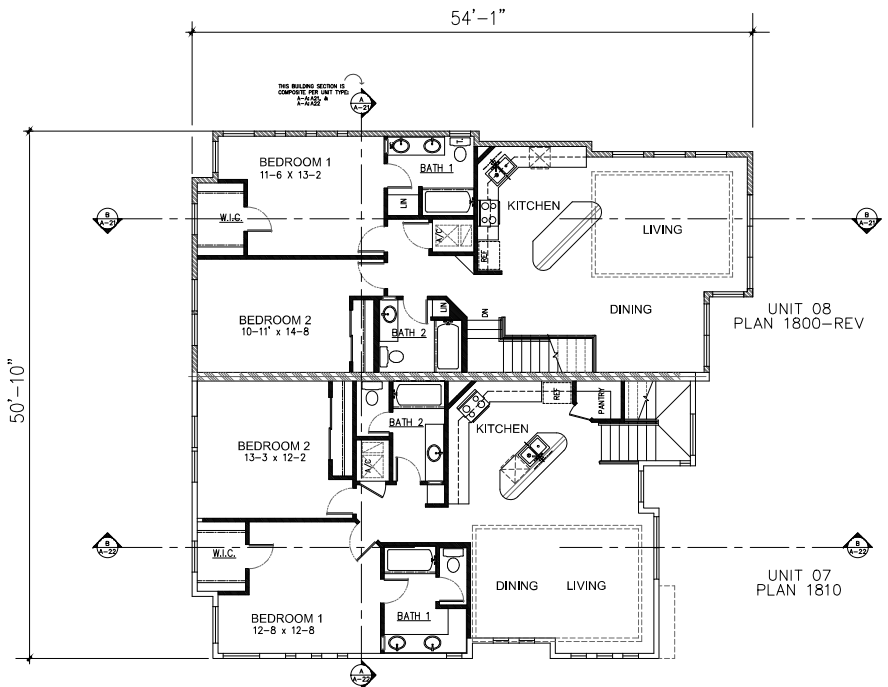 54'-1"
THIS BUILDING SECTION IS
COMPOSITE PER UNIT TYPE:
A-A/A21, &
A-A/A22
A
A-21
50'-10"
BEDROOM 1
11-6 X 13-2
BATH 1
LIN
W.I.C.
A/C
KITCHEN
REF
LIVING
DINING
B
A-21
B
A-21
BEDROOM 2
10-11" x 14-8
BATH 2
LIN
DN
UNIT 08
PLAN 1800-REV
BEDROOM 2
13-3 x 12-2
BATH 2
A/C
KITCHEN
REF
PANTRY
B
A-22
B
A-22
W.I.C.
DINING
LIVING
UNIT 07
PLAN 1810
BEDROOM 1
12-8 x 12-8
BATH 1
A
A-22